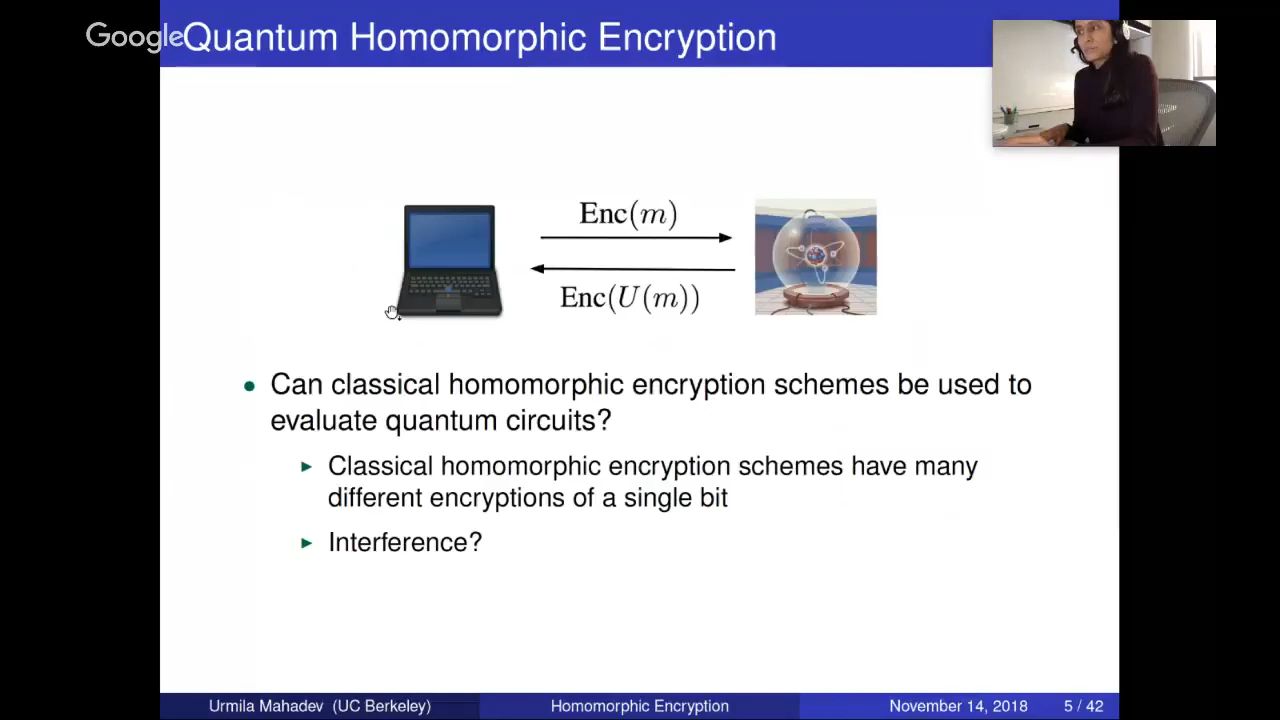 Google
Quantum Homomorphic Encryption
Enc(m)
Enc(U(m))
• Can classical homomorphic encryption schemes be used to
evaluate quantum circuits?
▶ Classical homomorphic encryption schemes have many
different encryptions of a single bit
▶ Interference?
Urmila Mahadev (UC Berkeley)
Homomorphic Encryption
November 14, 2018
5 / 42